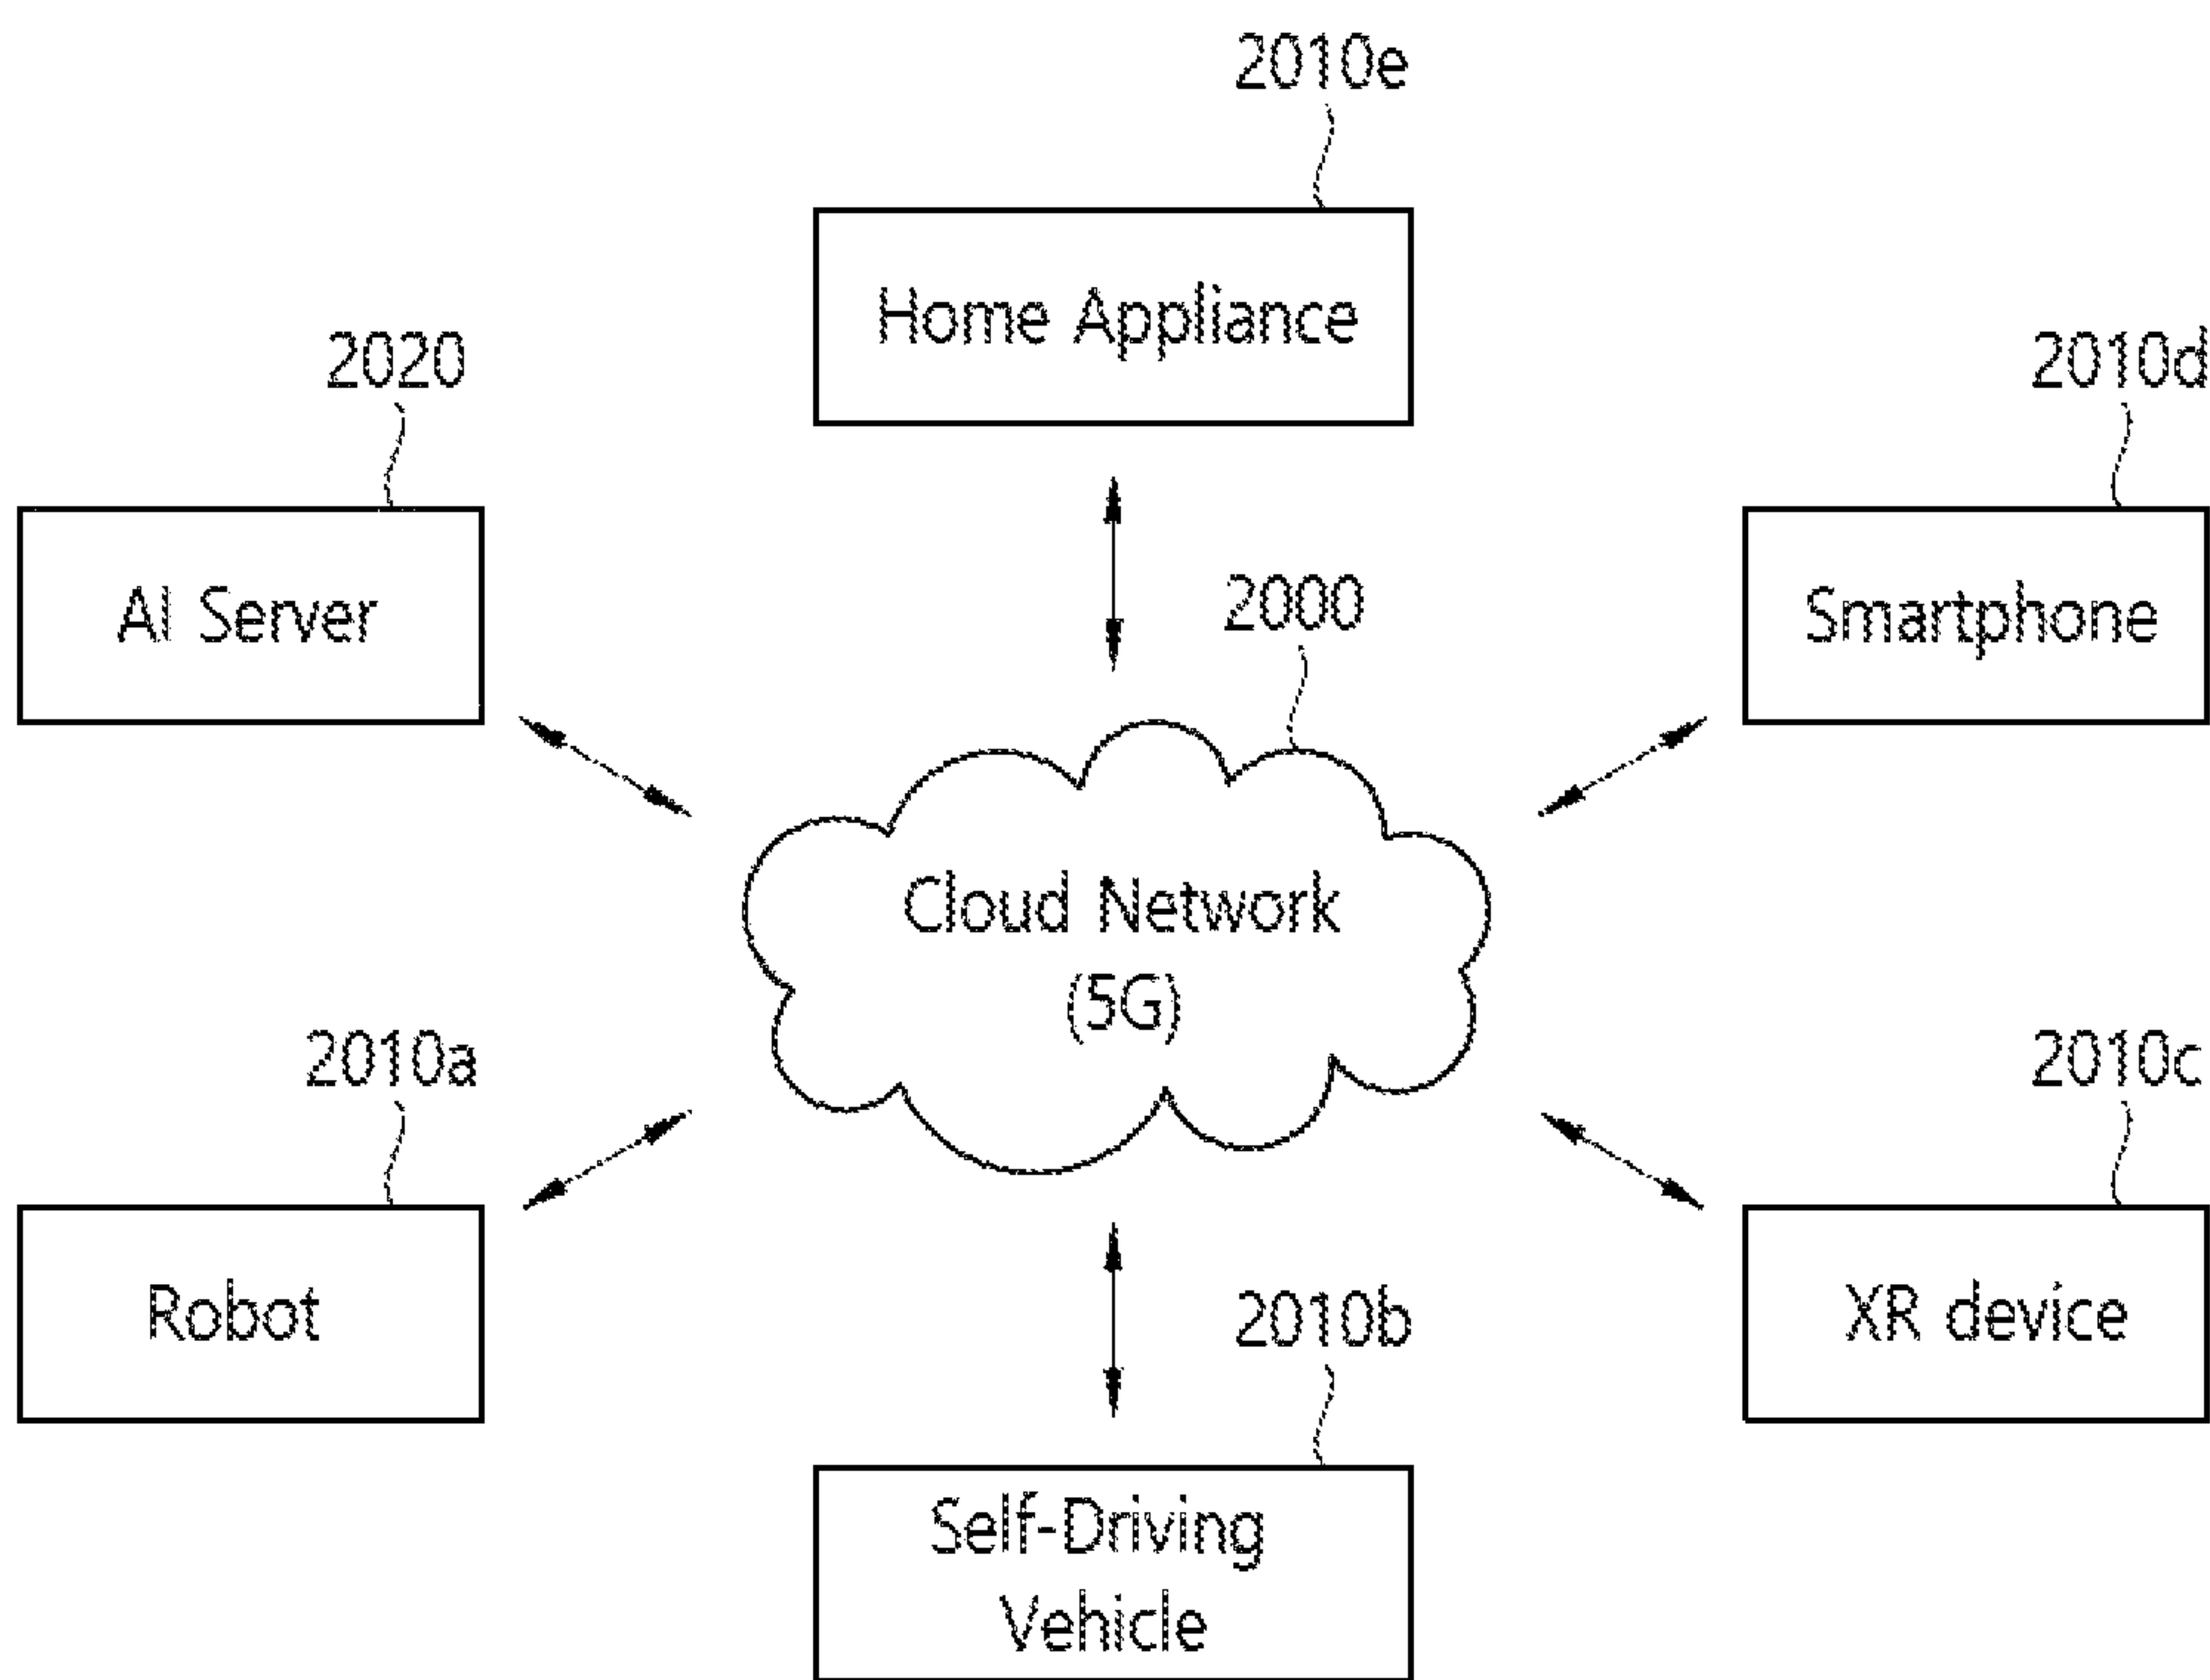 2010e
Home Appliance
2020
2010d
AI Server
Smartphone
2000
Cloud Network
(5G)
2010a
2010c
Robot
XR device
2010b
Self-Driving
Vehicle